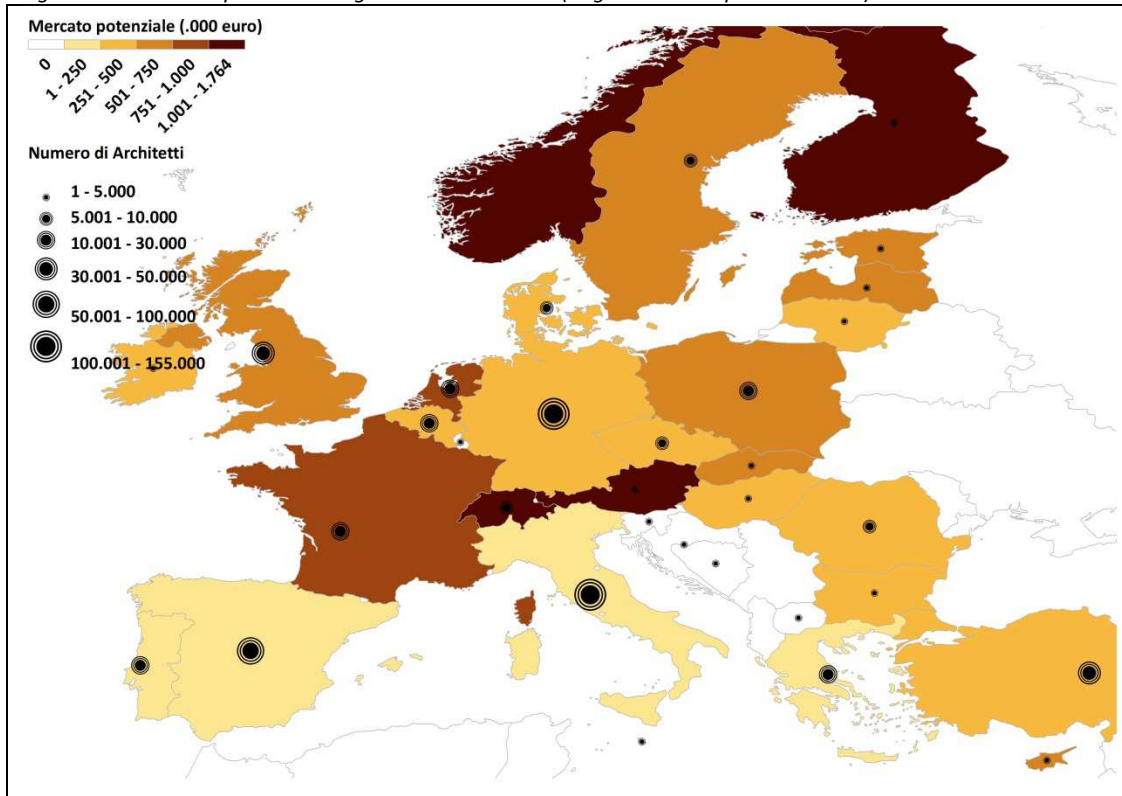 Mercato potenziale (.000 euro)
0
1 - 250
251 - 500
501 - 750
751 - 1.000
1.001 - 1.764
Numero di Architetti
1 - 5.000
5.001 - 10.000
10.001 - 30.000
30.001 - 50.000
50.001 - 100.000
100.001 - 155.000